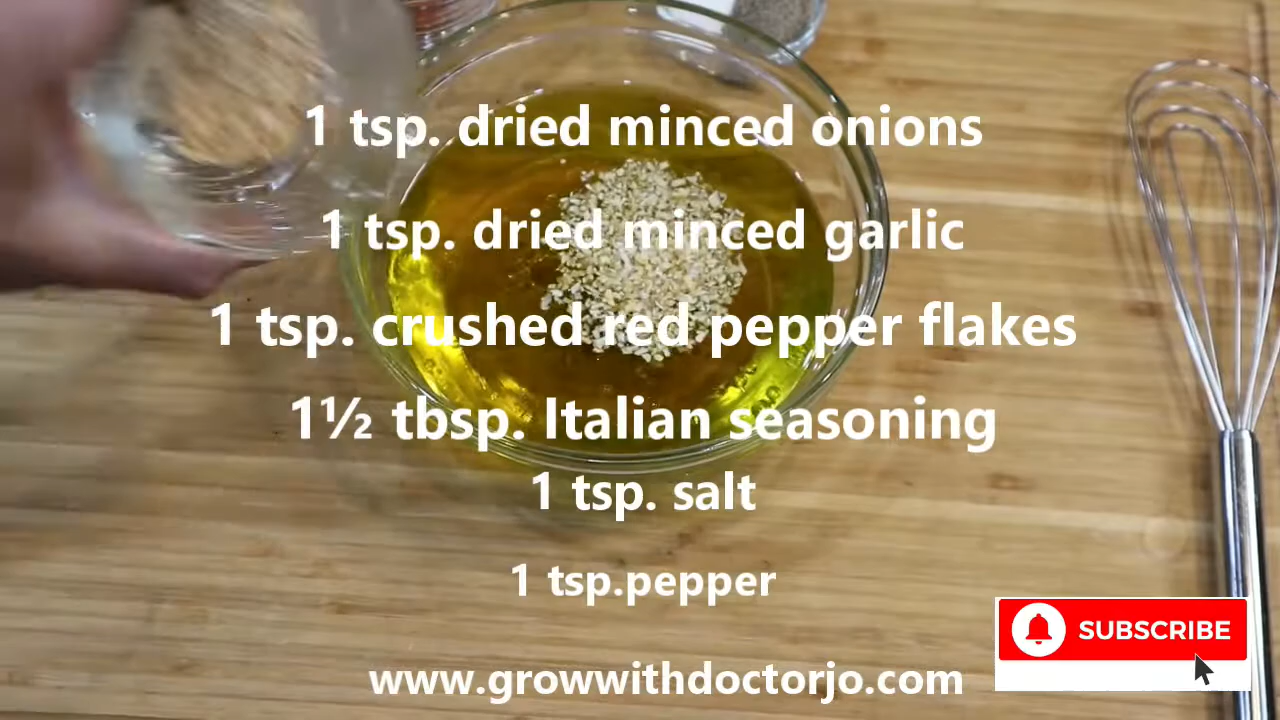 1 tsp. dried minced onions
1 tsp. dried minced garlic
1 tsp. crushed red pepper flakes
1½ tbsp. Italian seasoning
1 tsp. salt
1 tsp.pepper
SUBSCRIBE
www.growwithdoctorjo.com